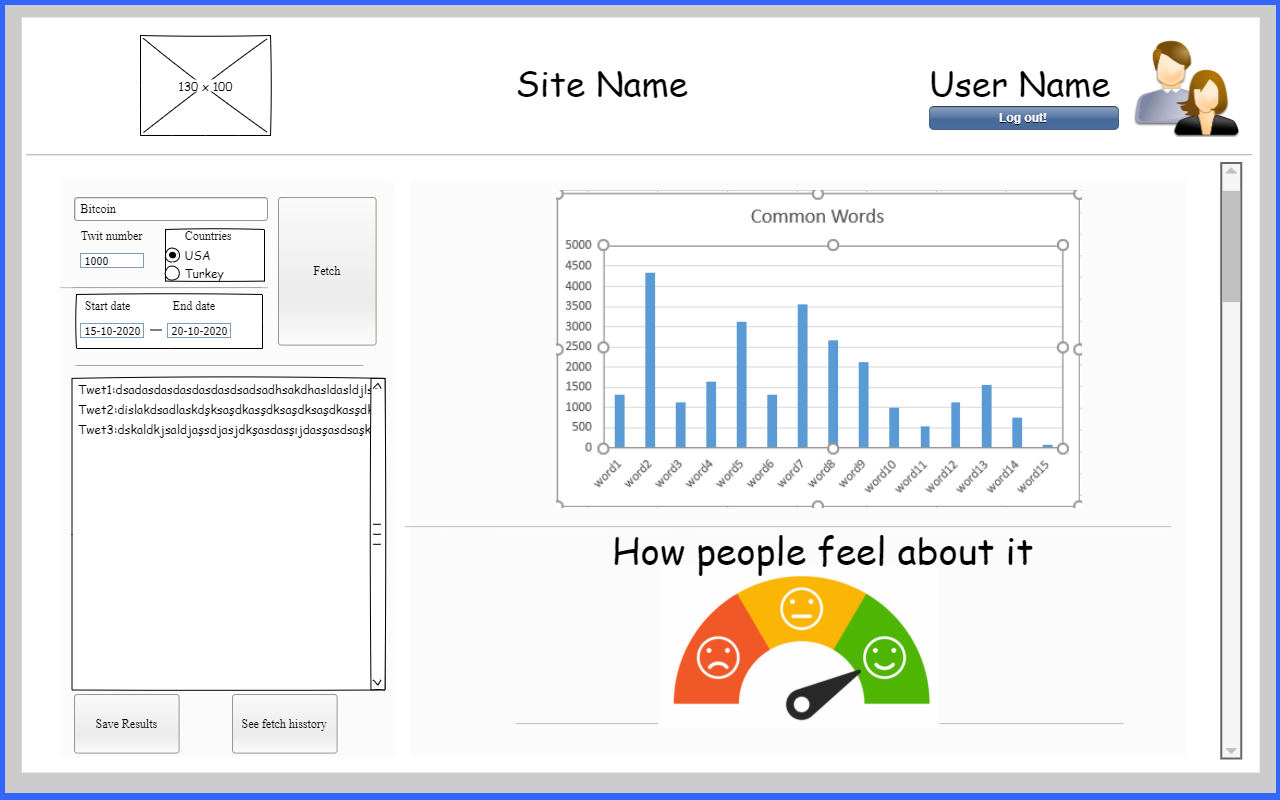 130 x 100
Site Name
User Name
Log out!
Bitcoin
Twit number
1000
Countries
USA
Turkey
Fetch
Start date
End date
15-10-2020 — 20-10-2020
Twet1:dsadasdasdasdasdasdsadsadhsakdhasldasldjls
Twet2:dislakdsadlaskdşksaşdkasşdksaşdksaşdkasşdk
Twet3:dskaldkjsaldjaşsdjasjdkşasdasşıjdasşasdsaşk
Save Results
See fetch hisstory
Common Words
5000
4500
4000
3500
3000
2500
2000
1500
1000
500
0
word1 word2 word3 word4 word5 word6 word7 word8 word9 word10 word11 word12 word13 word14 word15
How people feel about it